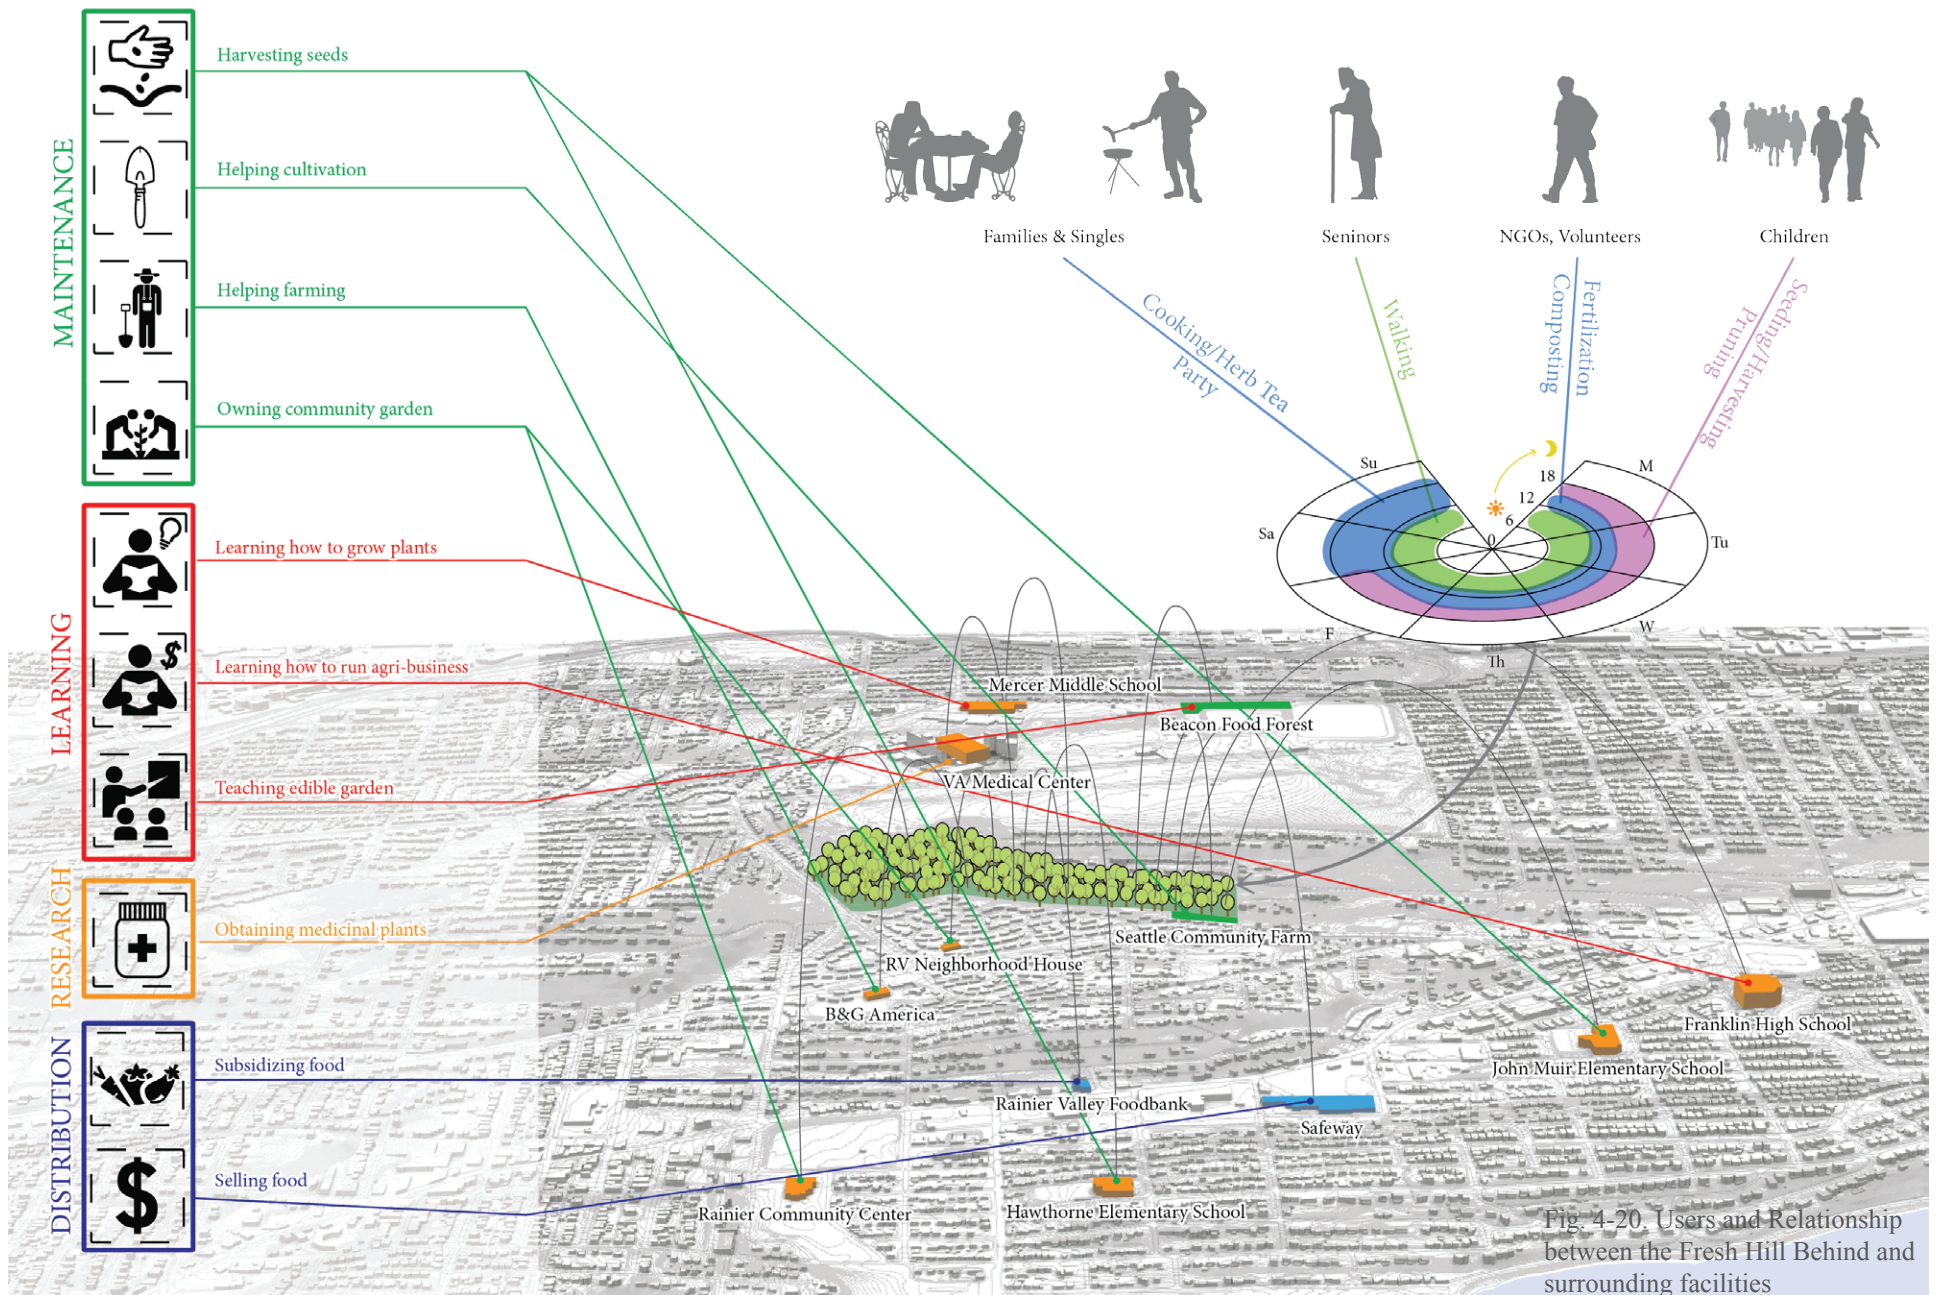 MAINTENANCE
Harvesting seeds
Helping cultivation
Helping farming
Owning community garden
LEARNING
Learning how to grow plants
Learning how to run agri-business
Teaching edible garden
RESEARCH
Obtaining medicinal plants
DISTRIBUTION
Subsidizing food
Selling food
$
$
Families & Singles
Seninors
NGOs, Volunteers
Children
Cooking/Herb Tea
Party
Walking
Fertilization
Composting
Seeding/Harvesting
Pruning
Su
M
Sa
Tu
F
W
Th
18
12
6
0
Mercer Middle School
Beacon Food Forest
VA Medical Center
Seattle Community Farm
RV Neighborhood House
B&G America
Franklin High School
John Muir Elementary School
Rainier Valley Foodbank
Safeway
Rainier Community Center
Hawthorne Elementary School
Fig. 4-20. Users and Relationship
between the Fresh Hill Behind and
surrounding facilities